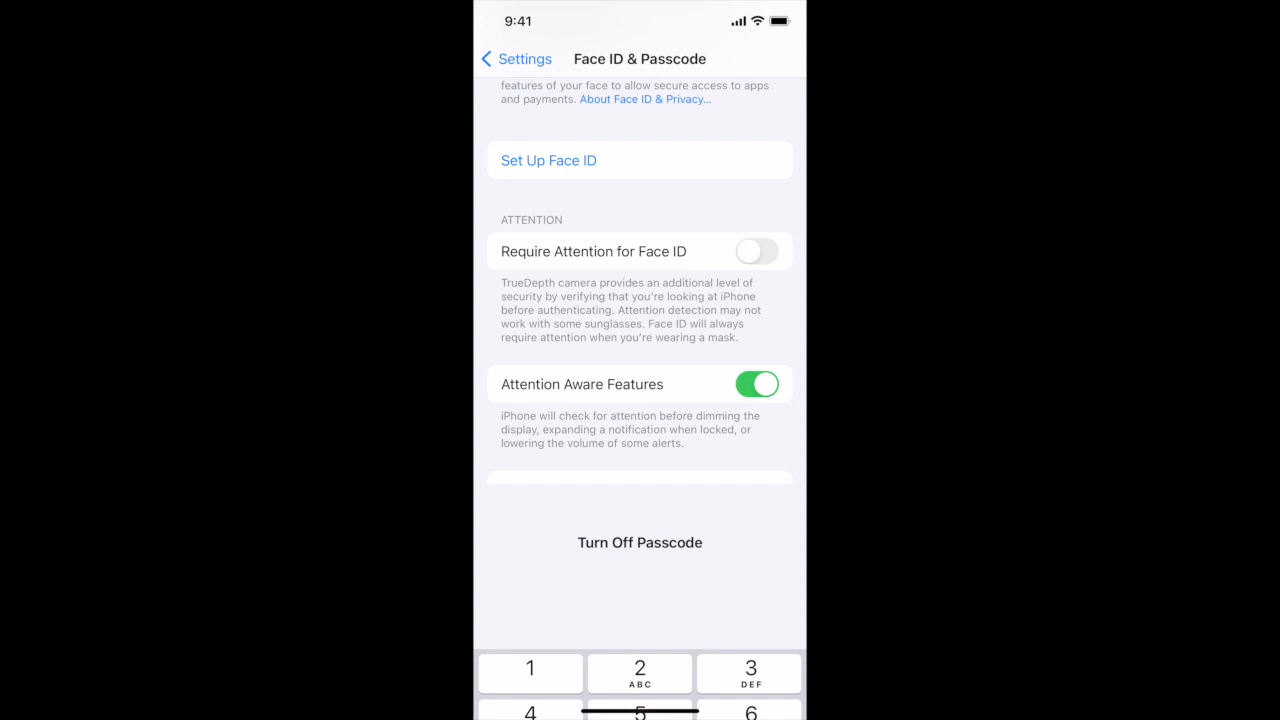 9:41
Settings
Face ID & Passcode
features of your face to allow secure access to apps
and payments. About Face ID & Privacy...
Set Up Face ID
ATTENTION
Require Attention for Face ID
TrueDepth camera provides an additional level of
security by verifying that you’re looking at iPhone
before authenticating. Attention detection may not
work with some sunglasses. Face ID will always
require attention when you’re wearing a mask.
Attention Aware Features
iPhone will check for attention before dimming the
display, expanding a notification when locked, or
lowering the volume of some alerts.
Turn Off Passcode
1 2 3
ABC DEF
4 5 6